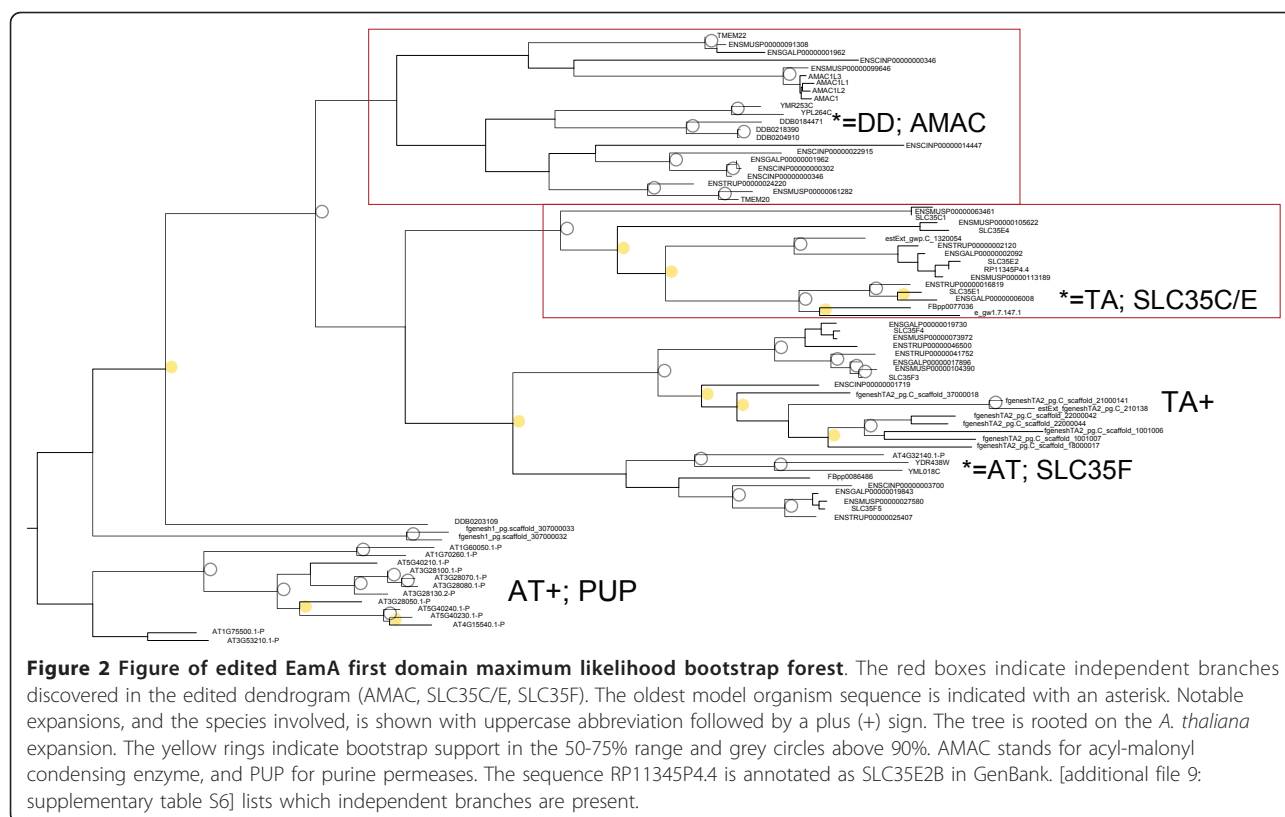 TMEM22
ENSMUSP00000091308
ENSGALP00000001962
ENSCINP00000000346
ENSMUSP00000099646
AMAC1L3
AMAC1L1
AMAC1L2
AMAC1
YMR253C
YPL264C
DDB0184471
*=DD; AMAC
DDB0218390
DDB0204910
ENSCINP00000014447
ENSCINP00000022915
ENSGALP00000001962
ENSCINP00000000302
ENSCINP00000000346
ENSTRUP00000024220
ENSMUSP00000061282
TMEM20
ENSMUSP00000063461
SLC35C1
ENSMUSP00000105622
SLC35E4
estExt_gwp.C_1320054
ENSTRUP00000002120
ENSGALP00000002092
SLC35E2
RP11345P4.4
ENSMUSP00000113189
ENSTRUP00000016819
SLC35E1
ENSGALP00000006008
*=TA; SLC35C/E
FBpp0077036
e_gw1.7.147.1
ENSGALP00000019730
SLC35F4
ENSMUSP00000073972
ENSTRUP00000046500
ENSTRUP00000041752
ENSGALP00000017896
ENSMUSP00000104390
SLC35F3
ENSCINP00000001719
fgeneshTA2_pg.C_scaffold_37000018
TA+
fgeneshTA2_pg.C_scaffold_21000141
estExt_fgeneshTA2_pg.C_210138
fgeneshTA2_pg.C_scaffold_22000042
fgeneshTA2_pg.C_scaffold_22000044
fgeneshTA2_pg.C_scaffold_1001006
fgeneshTA2_pg.C_scaffold_1001007
fgeneshTA2_pg.C_scaffold_18000017
AT4G32140.1-P
YDR438W
YML018C
*=AT; SLC35F
FBpp0086486
ENSCINP00000003700
ENSGALP00000019843
ENSMUSP00000027580
SLC35F5
ENSTRUP00000025407
DDB0203109
fgenesh1_pg.scaffold_307000033
fgenesh1_pg.scaffold_307000032
AT1G60050.1-P
AT1G70260.1-P
AT5G40210.1-P
AT3G28100.1-P
AT3G28070.1-P
AT3G28080.1-P
AT3G28130.2-P
AT+; PUP
AT3G28050.1-P
AT5G40240.1-P
AT5G40230.1-P
AT4G15540.1-P
AT1G75500.1-P
AT3G53210.1-P
Figure 2 Figure of edited EamA first domain maximum likelihood bootstrap forest. The red boxes indicate independent branches
discovered in the edited dendrogram (AMAC, SLC35C/E, SLC35F). The oldest model organism sequence is indicated with an asterisk. Notable
expansions, and the species involved, is shown with uppercase abbreviation followed by a plus (+) sign. The tree is rooted on the A. thaliana
expansion. The yellow rings indicate bootstrap support in the 50-75% range and grey circles above 90%. AMAC stands for acyl-malonyl
condensing enzyme, and PUP for purine permeases. The sequence RP11345P4.4 is annotated as SLC35E2B in GenBank. [additional file 9:
supplementary table S6] lists which independent branches are present.